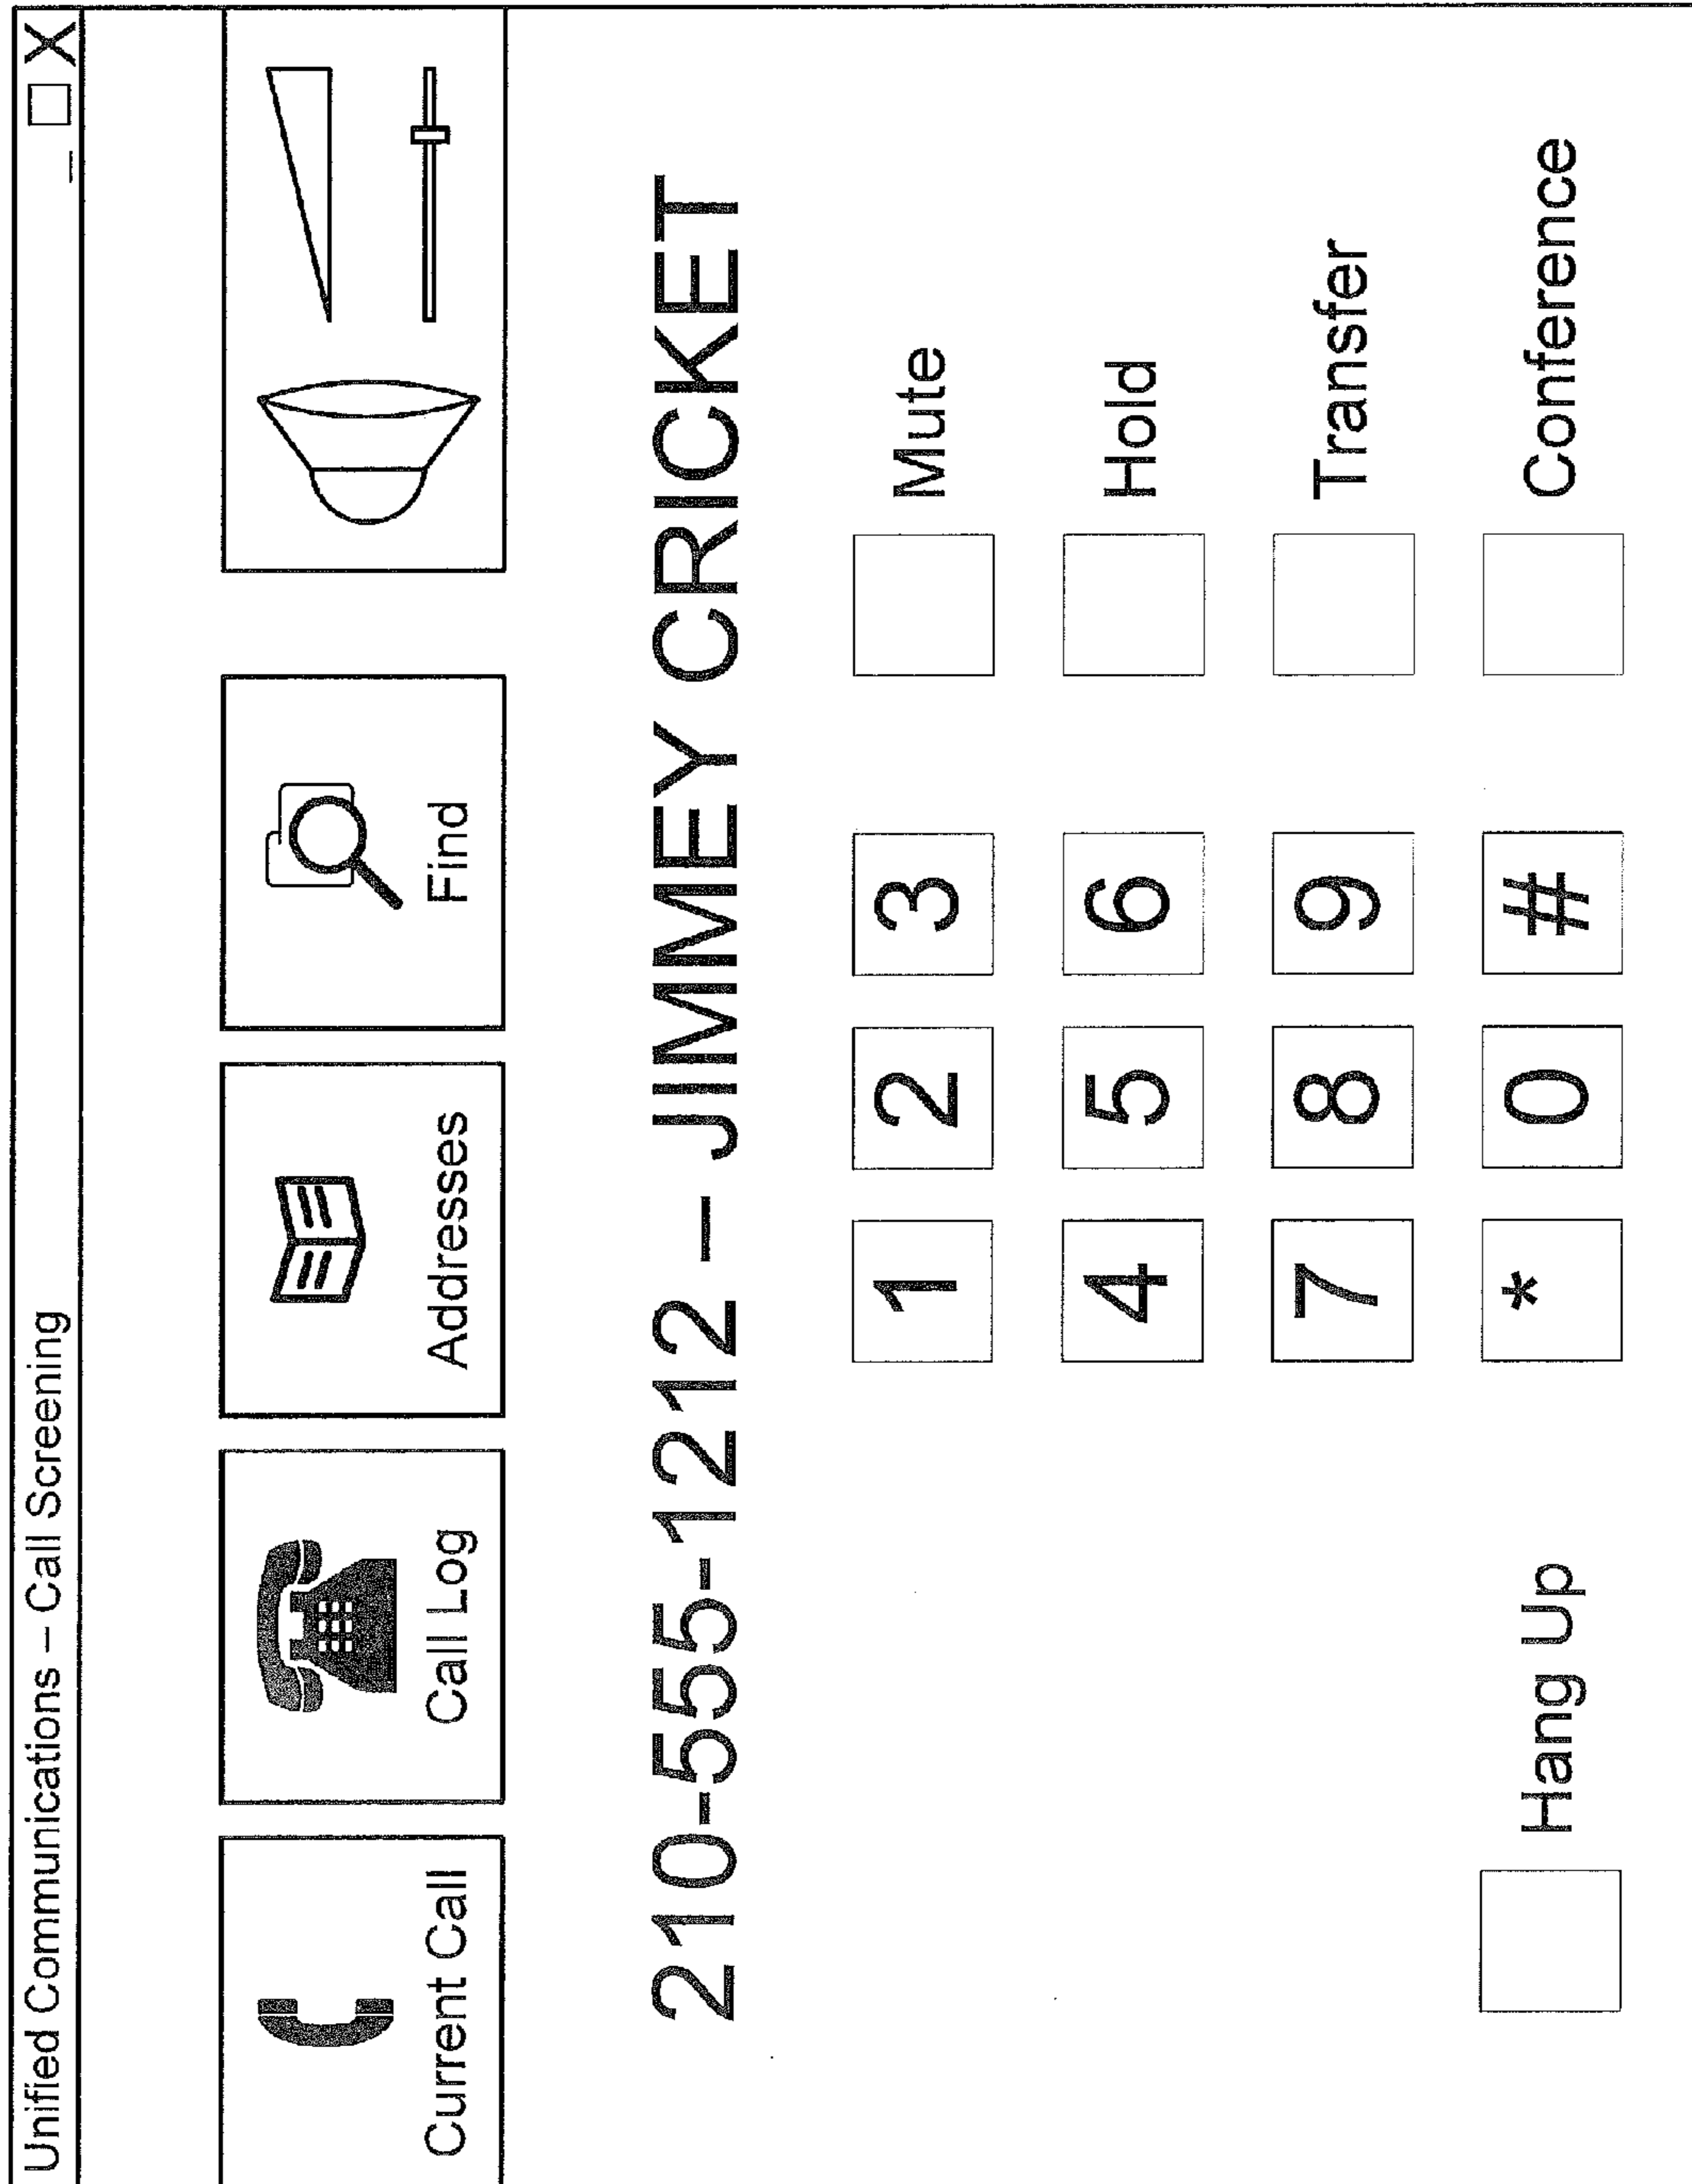 Unified Communications – Call Screening _ □ X
Current Call
Call Log
Addresses
Find
210-555-1212 – JIMMEY CRICKET
1 2 3 Mute
4 5 6 Hold
7 8 9 Transfer
Hang Up * 0 # Conference